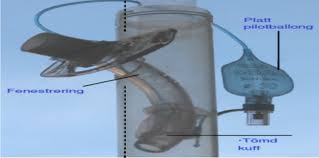 Platt
pilotballong
Fenestrering
•Tömd
kuff